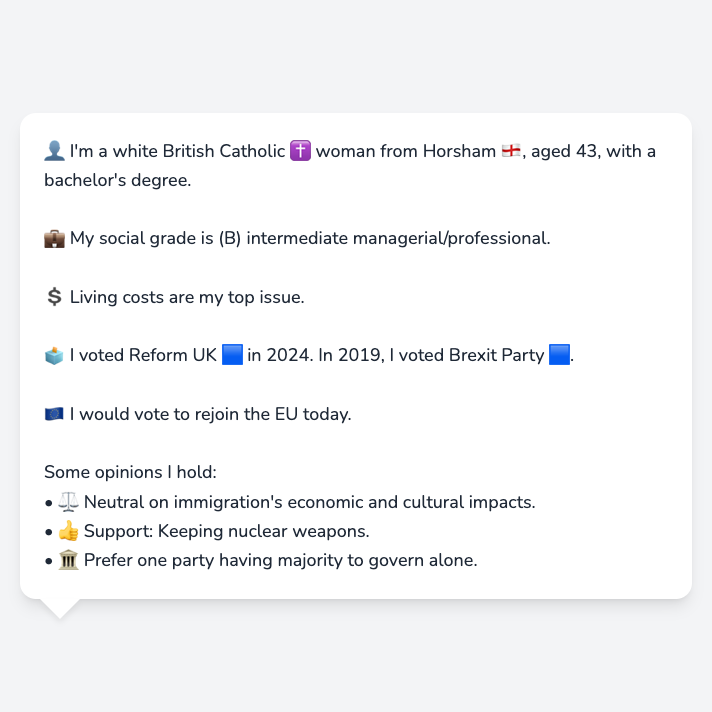 👤 I'm a white British Catholic ✝️ woman from Horsham 🏴󠁧󠁢󠁥󠁮󠁧󠁿, aged 43, with a
bachelor's degree.
💼 My social grade is (B) intermediate managerial/professional.
💲 Living costs are my top issue.
🗳️ I voted Reform UK 🟦 in 2024. In 2019, I voted Brexit Party 🟦.
🇪🇺 I would vote to rejoin the EU today.
Some opinions I hold:
• ⚖️ Neutral on immigration's economic and cultural impacts.
• 👍 Support: Keeping nuclear weapons.
• 🏛️ Prefer one party having majority to govern alone.